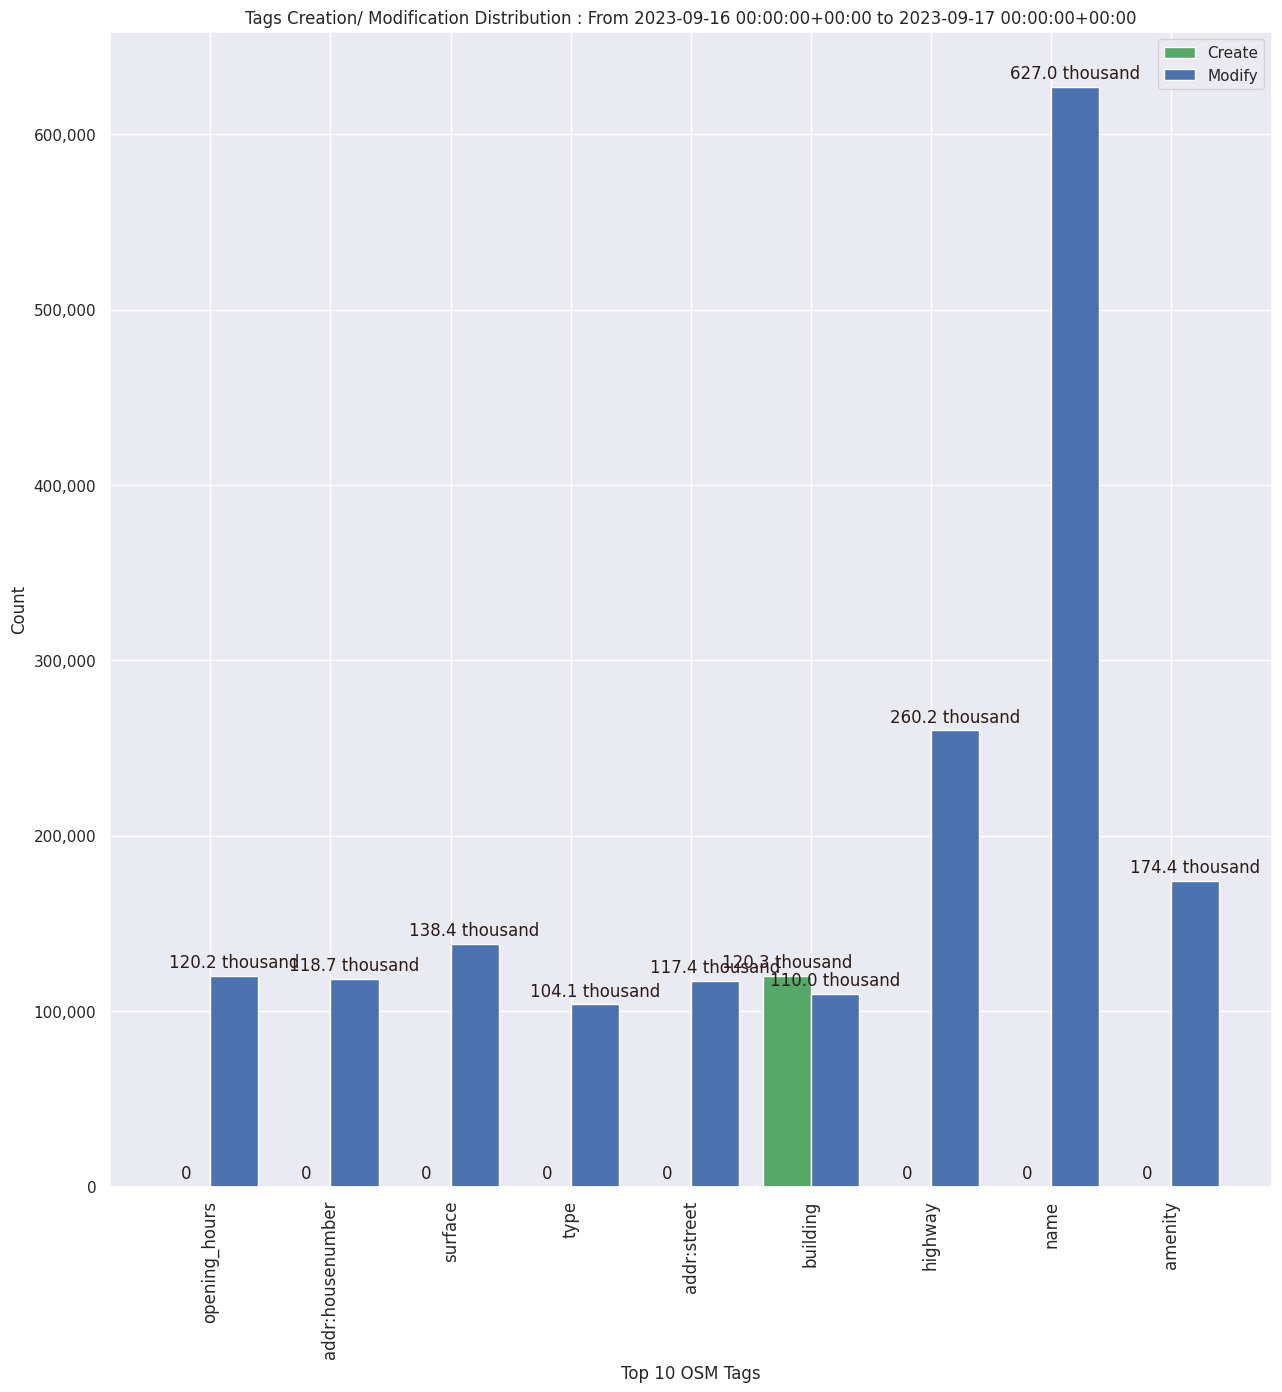 Tags Creation/ Modification Distribution : From 2023-09-16 00:00:00+00:00 to 2023-09-17 00:00:00+00:00
Create
Modify
627.0 thousand
600,000
500,000
400,000
Count
300,000
260.2 thousand
200,000
174.4 thousand
138.4 thousand
120.2 thousand
118.7 thousand
104.1 thousand
117.4 thousand
120.3 thousand
110.0 thousand
100,000
0
0 0 0 0 0 0 0 0
opening_hours
addr:housenumber
surface
type
addr:street
building
highway
name
amenity
Top 10 OSM Tags